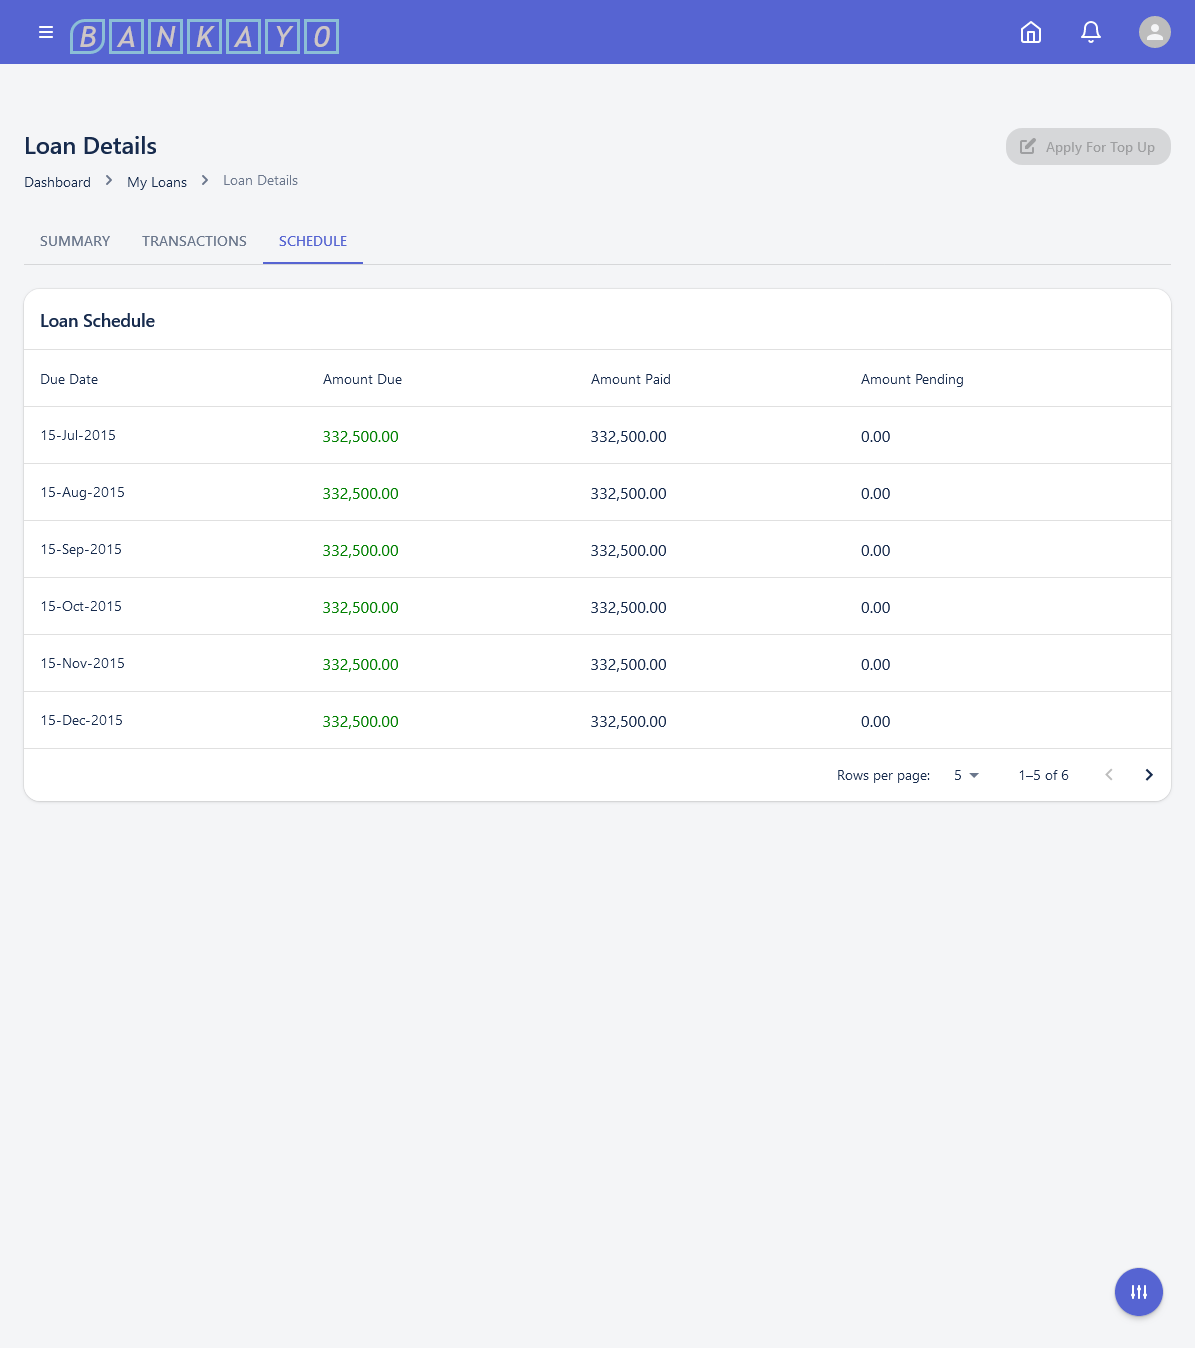 BANKAYO
Loan Details
Apply For Top Up
Dashboard My Loans Loan Details
SUMMARY TRANSACTIONS SCHEDULE
Loan Schedule
Due Date Amount Due Amount Paid Amount Pending
15-Jul-2015 332,500.00 332,500.00 0.00
15-Aug-2015 332,500.00 332,500.00 0.00
15-Sep-2015 332,500.00 332,500.00 0.00
15-Oct-2015 332,500.00 332,500.00 0.00
15-Nov-2015 332,500.00 332,500.00 0.00
15-Dec-2015 332,500.00 332,500.00 0.00
Rows per page: 5 1–5 of 6